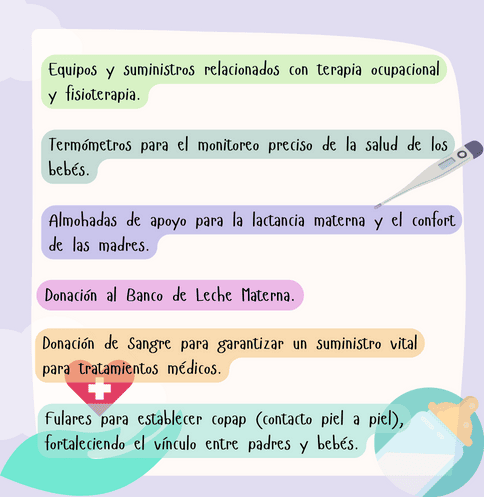 Equipos y suministros relacionados con terapia ocupacional
y fisioterapia.
Termómetros para el monitoreo preciso de la salud de los
bebés.
Almohadas de apoyo para la lactancia materna y el confort
de las madres.
Donación al Banco de Leche Materna.
Donación de Sangre para garantizar un suministro vital
para tratamientos médicos.
Fulares para establecer copap (contacto piel a piel),
fortaleciendo el vínculo entre padres y bebés.